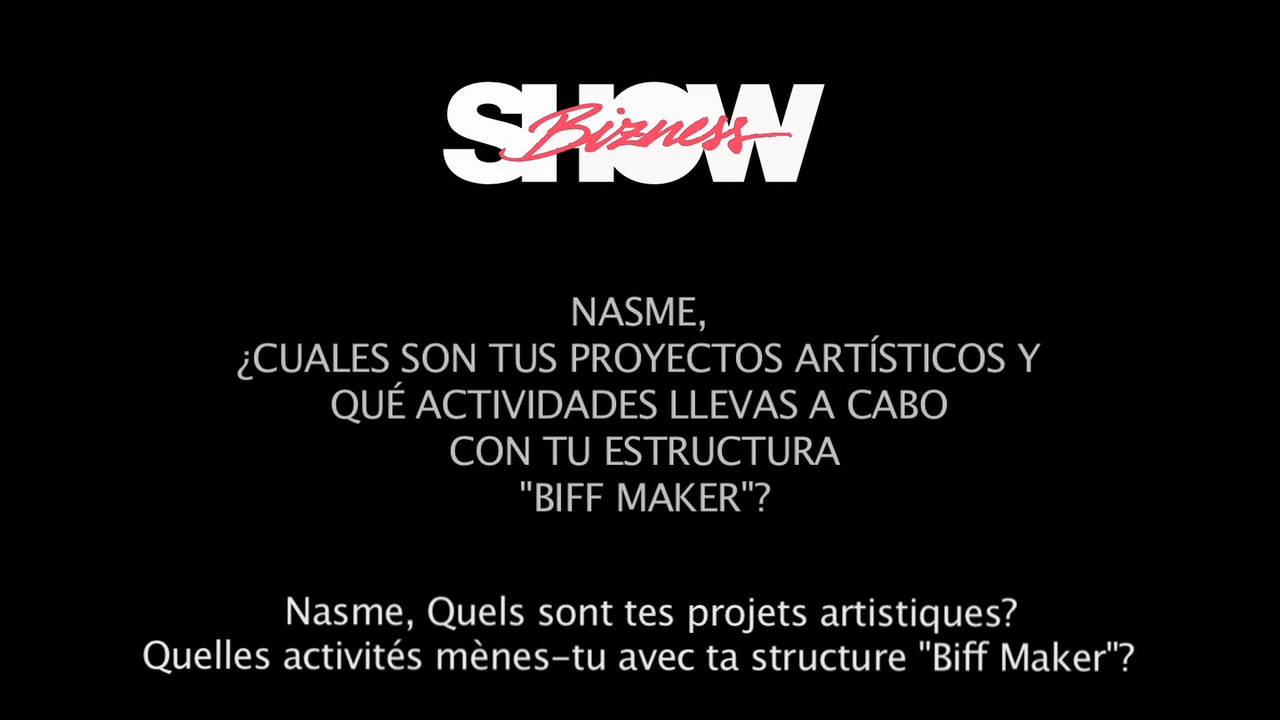 SHOW
Bizness
NASME,
¿CUALES SON TUS PROYECTOS ARTÍSTICOS Y
QUÉ ACTIVIDADES LLEVAS A CABO
CON TU ESTRUCTURA
"BIFF MAKER"?
Nasme, Quels sont tes projets artistiques?
Quelles activités mènes-tu avec ta structure "Biff Maker"?